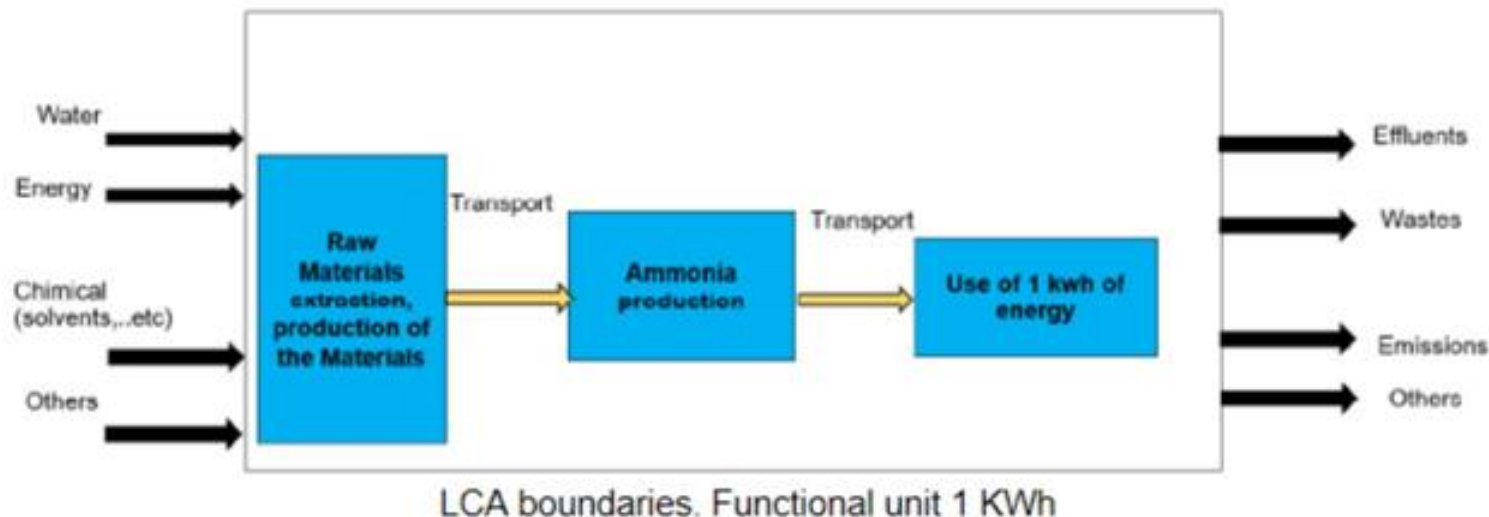 Water
Energy
Chimical
(solvents,..etc)
Others
Raw
Materials
extraction,
production of
the Materials
Transport
Ammonia
production
Transport
Use of 1 kwh of
energy
Effluents
Wastes
Emissions
Others
LCA boundaries. Functional unit 1 KWh